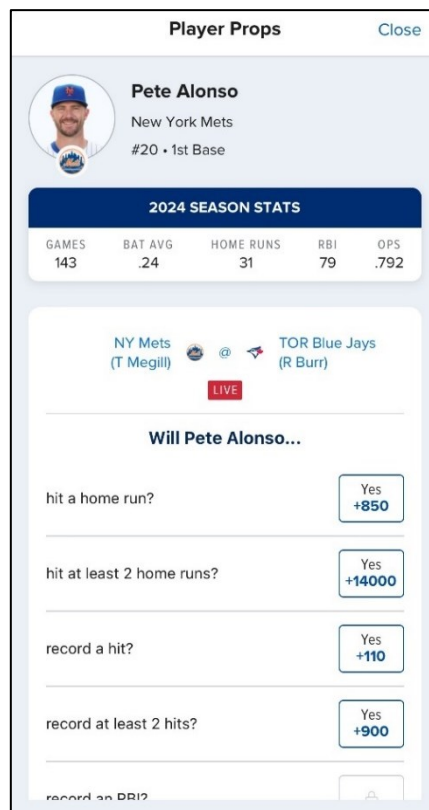 Player Props
Close
Pete Alonso
New York Mets
#20 • 1st Base
2024 SEASON STATS
GAMES BAT AVG HOME RUNS RBI OPS
143 .24 31 79 .792
NY Mets @ TOR Blue Jays
(T Megill) (R Burr)
LIVE
Will Pete Alonso...
hit a home run? Yes
+850
hit at least 2 home runs? Yes
+14000
record a hit? Yes
+110
record at least 2 hits? Yes
+900
record an RBI?